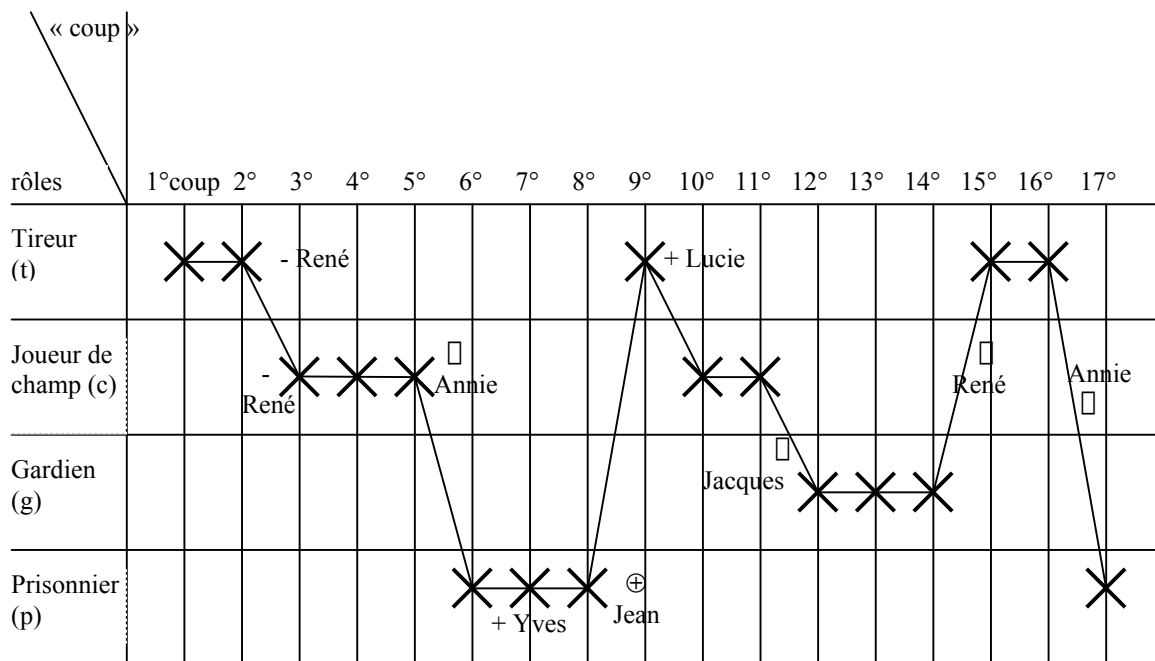 « coup »
rôles 1°coup 2° 3° 4° 5° 6° 7° 8° 9° 10° 11° 12° 13° 14° 15° 16° 17°
Tireur
(t)
- René
+ Lucie
Joueur de
champ (c)
-
René
Annie
René
Annie
Gardien
(g)
Jacques
Prisonnier
(p)
+ Yves
⊕
Jean